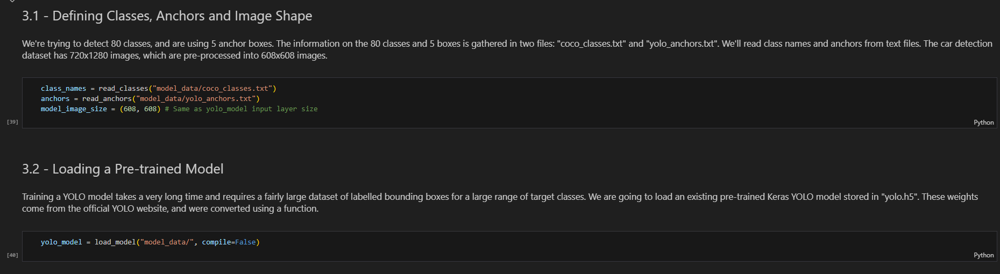 3.1 - Defining Classes, Anchors and Image Shape
We're trying to detect 80 classes, and are using 5 anchor boxes. The information on the 80 classes and 5 boxes is gathered in two files: "coco_classes.txt" and "yolo_anchors.txt". We'll read class names and anchors from text files. The car detection
dataset has 720x1280 images, which are pre-processed into 608x608 images.
class_names = read_classes("model_data/coco_classes.txt")
anchors = read_anchors("model_data/yolo_anchors.txt")
model_image_size = (608, 608) # Same as yolo_model input layer size
[39]
Python
3.2 - Loading a Pre-trained Model
Training a YOLO model takes a very long time and requires a fairly large dataset of labelled bounding boxes for a large range of target classes. We are going to load an existing pre-trained Keras YOLO model stored in "yolo.h5". These weights
come from the official YOLO website, and were converted using a function.
yolo_model = load_model("model_data/", compile=False)
[40]
Python